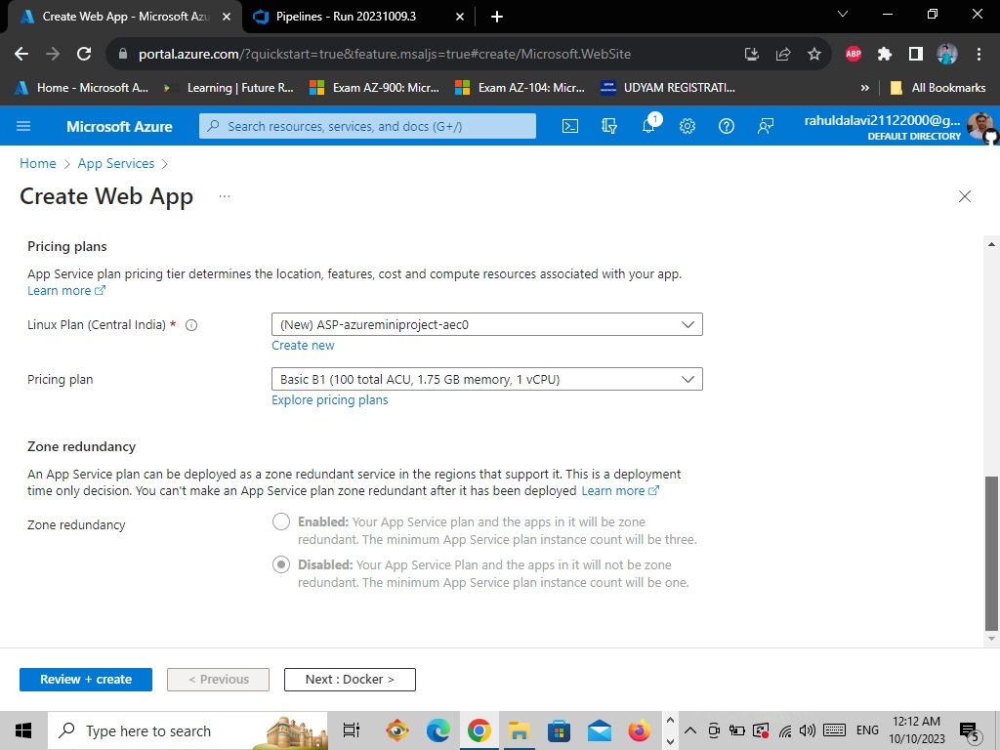 Create Web App - Microsoft Azu
Pipelines - Run 20231009.3
portal.azure.com/?quickstart=true&feature.msaljs=true#create/Microsoft.WebSite
ABP
Home - Microsoft A...
Learning | Future R...
Exam AZ-900: Micr...
Exam AZ-104: Micr...
UDYAM REGISTRATI...
»
All Bookmarks
Microsoft Azure
Search resources, services, and docs (G+/)
1
rahuldalavi21122000@g...
DEFAULT DIRECTORY
Home > App Services >
Create Web App ...
Pricing plans
App Service plan pricing tier determines the location, features, cost and compute resources associated with your app.
Learn more
Linux Plan (Central India) *
(New) ASP-azureminiproject-aec0
Create new
Pricing plan
Basic B1 (100 total ACU, 1.75 GB memory, 1 vCPU)
Explore pricing plans
Zone redundancy
An App Service plan can be deployed as a zone redundant service in the regions that support it. This is a deployment
time only decision. You can't make an App Service plan zone redundant after it has been deployed Learn more
Zone redundancy
Enabled: Your App Service plan and the apps in it will be zone
redundant. The minimum App Service plan instance count will be three.
Disabled: Your App Service Plan and the apps in it will not be zone
redundant. The minimum App Service plan instance count will be one.
Review + create
< Previous
Next : Docker >
Type here to search
ENG
12:12 AM
10/10/2023
5